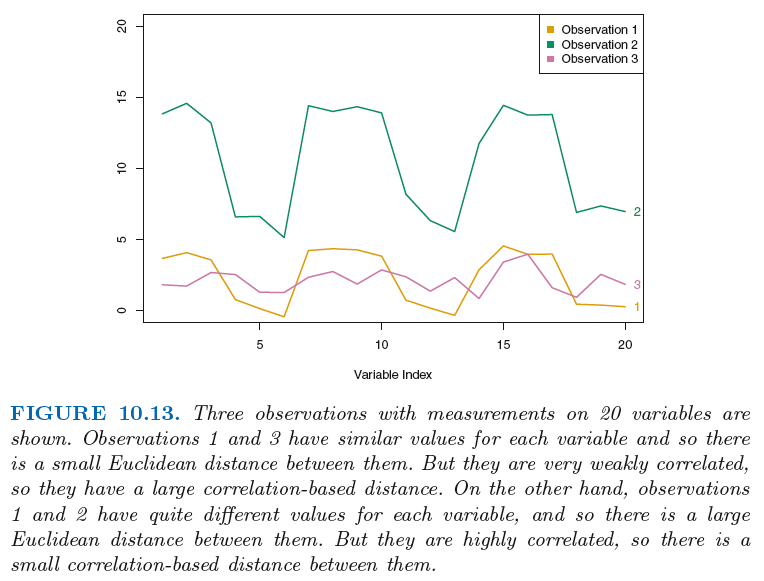 Observation 1
Observation 2
Observation 3
20
15
10
5
0
2
3
1
5
10
15
20
Variable Index
FIGURE 10.13. Three observations with measurements on 20 variables are
shown. Observations 1 and 3 have similar values for each variable and so there
is a small Euclidean distance between them. But they are very weakly correlated,
so they have a large correlation-based distance. On the other hand, observations
1 and 2 have quite different values for each variable, and so there is a large
Euclidean distance between them. But they are highly correlated, so there is a
small correlation-based distance between them.